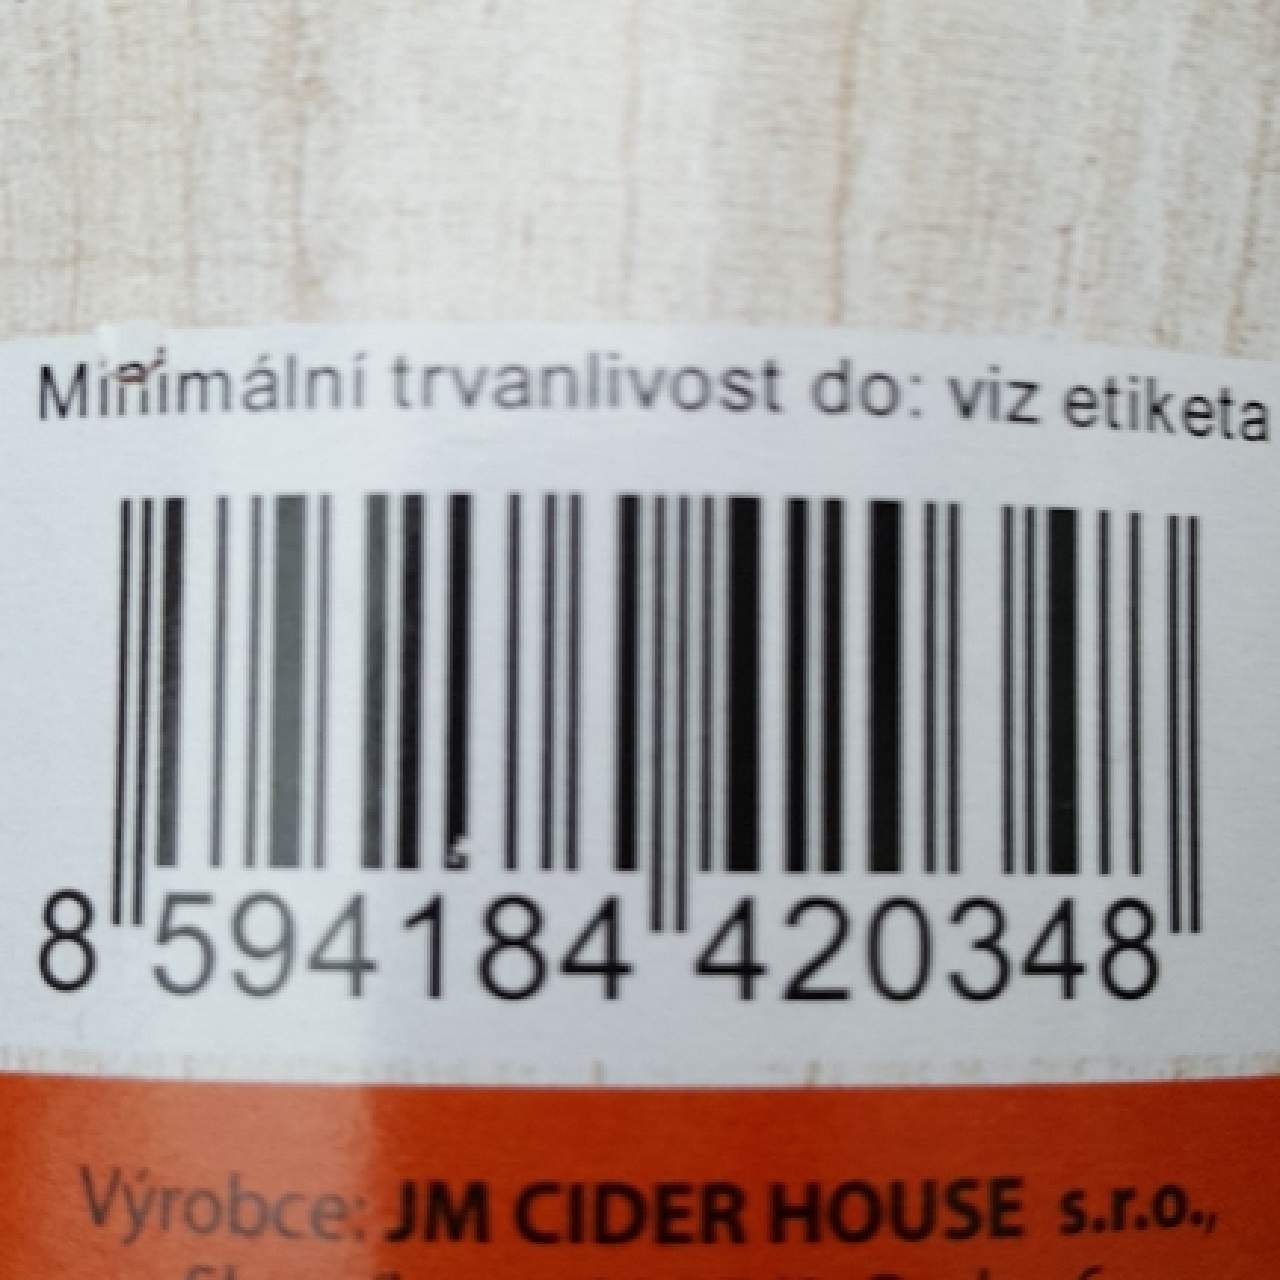 Minimální trvanlivost do: viz etiketa
8 594184 420348
Výrobce: JM CIDER HOUSE s.r.o.,